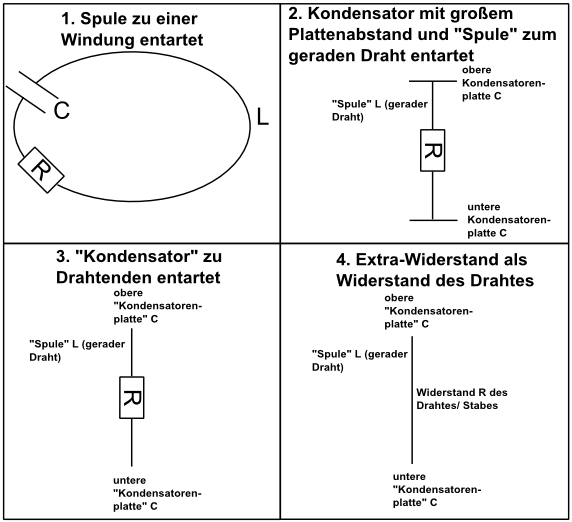 1. Spule zu einer
Windung entartet
C
L
R
2. Kondensator mit großem
Plattenabstand und "Spule" zum
geraden Draht entartet
obere
Kondensatoren-
platte C
"Spule" L (gerader
Draht)
R
untere
Kondensatoren-
platte C
3. "Kondensator" zu
Drahtenden entartet
obere
"Kondensatoren-
platte" C
"Spule" L (gerader
Draht)
R
untere
"Kondensatoren-
platte" C
4. Extra-Widerstand als
Widerstand des Drahtes
obere
"Kondensatoren-
platte" C
"Spule" L (gerader
Draht)
Widerstand R des
Drahtes/ Stabes
untere
"Kondensatoren-
platte" C